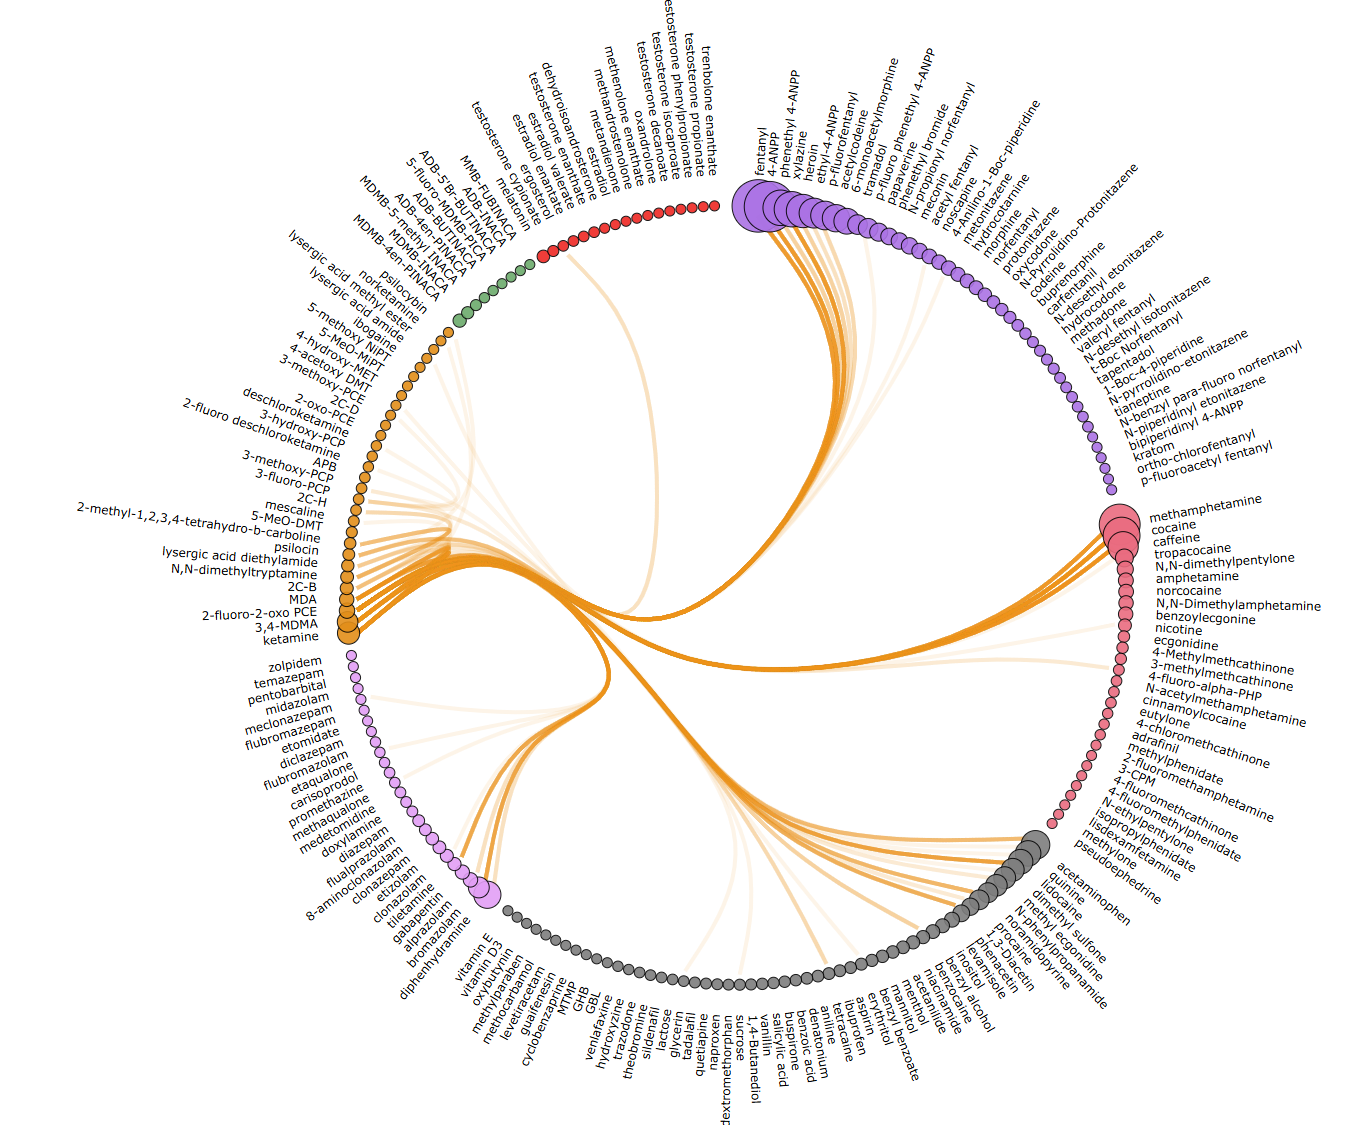 fentanyl
4-ANPP
phenethyl 4-ANPP
xylazine
heroin
ethyl-4-ANPP
p-flurofentanyl
acetylcodeine
6-monoacetylmorphine
tramadol
p-fluoro phenethyl 4-ANPP
papaverine
phenethyl bromide
N-propionyl norfentanyl
meconin
acetyl fentanyl
noscapine
4-Anilino-1-Boc-piperidine
metonitazene
hydrocotamine
morphine
norfentanyl
protonitazene
oxycodone
N-Pyrrolidino-Protonitazene
codeine
buprenorphine
carfentanil
N-desethyl etonitazene
hydrocodone
methadone
valeryl fentanyl
N-desethyl isotonitazene
t-Boc Norfentanyl
tapentadol
1-Boc-4-piperidine
N-pyrrolidino-etonitazene
tianeptine
N-benzyl para-fluoro norfentanyl
N-piperidinyl etonitazene
bipiperidinyl 4-ANPP
kratom
ortho-chlorofentanyl
p-fluoroacetyl fentanyl
methamphetamine
cocaine
caffeine
tropacocaine
N,N-dimethylpentylone
amphetamine
norcocaine
N,N-Dimethylamphetamine
benzoylecgonine
nicotine
ecgonidine
4-Methylmethcathinone
3-methylmethcathinone
4-fluoro-alpha-PHP
N-acetylmethamphetamine
cinnamoylcocaine
eutylone
4-chloromethcathinone
adrafinil
methylphenidate
2-fluoromethamphetamine
3-CPM
4-fluoromethcathinone
4-fluoromethylphenidate
N-ethylpentylone
isopropylphenidate
lisdexamfetamine
methylone
pseudoephedrine
acetaminophen
quinine
lidocaine
dimethyl sulfone
methyl ecgonidine
N-phenylpropanamide
noramidopyrine
procaine
1,3-Diacetin
phenacetin
levamisole
inositol
benzyl alcohol
benzocaine
niacinamide
acetanilide
menthol
mannitol
benzyl benzoate
erythritol
aspirin
ibuprofen
tetracaine
aniline
denatonium
benzoic acid
buspirone
salicylic acid
vanillin
1,4-Butanediol
sucrose
dextromethorphan
naproxen
quetiapine
tadalafil
glycerin
lactose
sildenafil
theobromine
trazodone
hydroxyzine
venlafaxine
GBL
GHB
MTMP
cyclobenzaprine
guaifenesin
levetiracetam
methocarbamol
methylparaben
oxybutynin
vitamin D3
vitamin E
diphenhydramine
bromazolam
alprazolam
gabapentin
tiletamine
clonazolam
etizolam
clonazepam
8-aminoclonazolam
flualprazolam
diazepam
doxylamine
medetomidine
methaqualone
promethazine
carisoprodol
etaqualone
flubromazolam
diclazepam
etomidate
flubromazepam
meclonazepam
midazolam
pentobarbital
temazepam
zolpidem
ketamine
3,4-MDMA
2-fluoro-2-oxo PCE
MDA
2C-B
N,N-dimethyltryptamine
lysergic acid diethylamide
psilocin
2-methyl-1,2,3,4-tetrahydro-b-carboline
5-MeO-DMT
mescaline
2C-H
3-fluoro-PCP
3-methoxy-PCP
APB
2-fluoro deschloroketamine
3-hydroxy-PCP
deschloroketamine
2-oxo-PCE
2C-D
3-methoxy-PCE
4-acetoxy DMT
4-hydroxy-MET
5-MeO-MIPT
5-methoxy NiPT
ibogaine
lysergic acid amide
lysergic acid methyl ester
norketamine
psilocybin
MDMB-4en-PINACA
MDMB-INACA
MDMB-5-methyl INACA
ADB-4en-PINACA
ADB-BUTINACA
5-fluoro-MDMB-PICA
ADB-5'Br-BUTINACA
ADB-INACA
MMB-FUBINACA
melatonin
testosterone cypionate
ergosterol
estradiol enantate
estradiol valerate
testosterone enanthate
dehydroisoandrosterone
estradiol
metandienone
methandrostenolone
methenolone enanthate
oxandrolone
testosterone decanoate
testosterone isocaproate
estosterone phenylpropionate
testosterone propionate
trenbolone enanthate